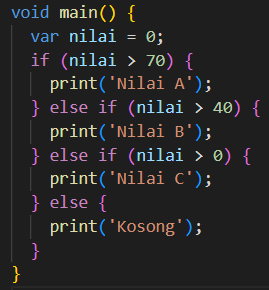 void main() {
  var nilai = 0;
  if (nilai > 70) {
    print('Nilai A');
  } else if (nilai > 40) {
    print('Nilai B');
  } else if (nilai > 0) {
    print('Nilai C');
  } else {
    print('Kosong');
  }
}